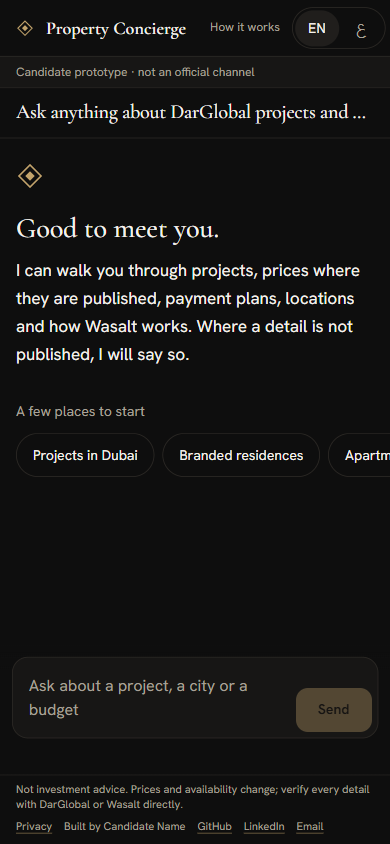 Property Concierge
How it works
EN
ع
Candidate prototype · not an official channel
Ask anything about DarGlobal projects and ...
Good to meet you.
I can walk you through projects, prices where
they are published, payment plans, locations
and how Wasalt works. Where a detail is not
published, I will say so.
A few places to start
Projects in Dubai
Branded residences
Apartm
Ask about a project, a city or a
budget
Send
Not investment advice. Prices and availability change; verify every detail
with DarGlobal or Wasalt directly.
Privacy
Built by Candidate Name
GitHub
LinkedIn
Email